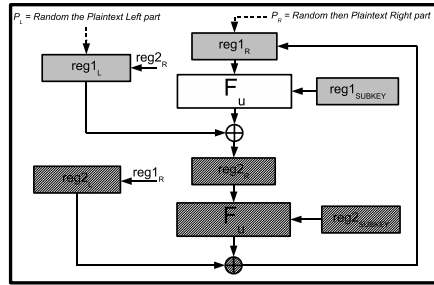 P_L = Random the Plaintext Left part
P_R = Random then Plaintext Right part
reg1_R
reg1_L
reg2_R
F_u
reg1_SUBKEY
reg2_L
reg1_R
reg2_R
F_u
reg2_SUBKEY